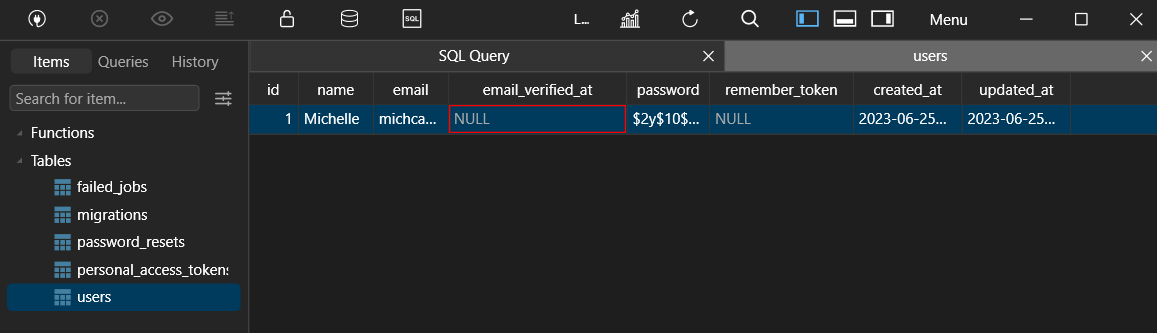 SQL
L...
Menu
Items Queries History
SQL Query
users
Search for item...
id name email email_verified_at password remember_token created_at updated_at
1 Michelle michca... NULL $2y$10$... NULL 2023-06-25... 2023-06-25...
Functions
Tables
failed_jobs
migrations
password_resets
personal_access_tokens
users